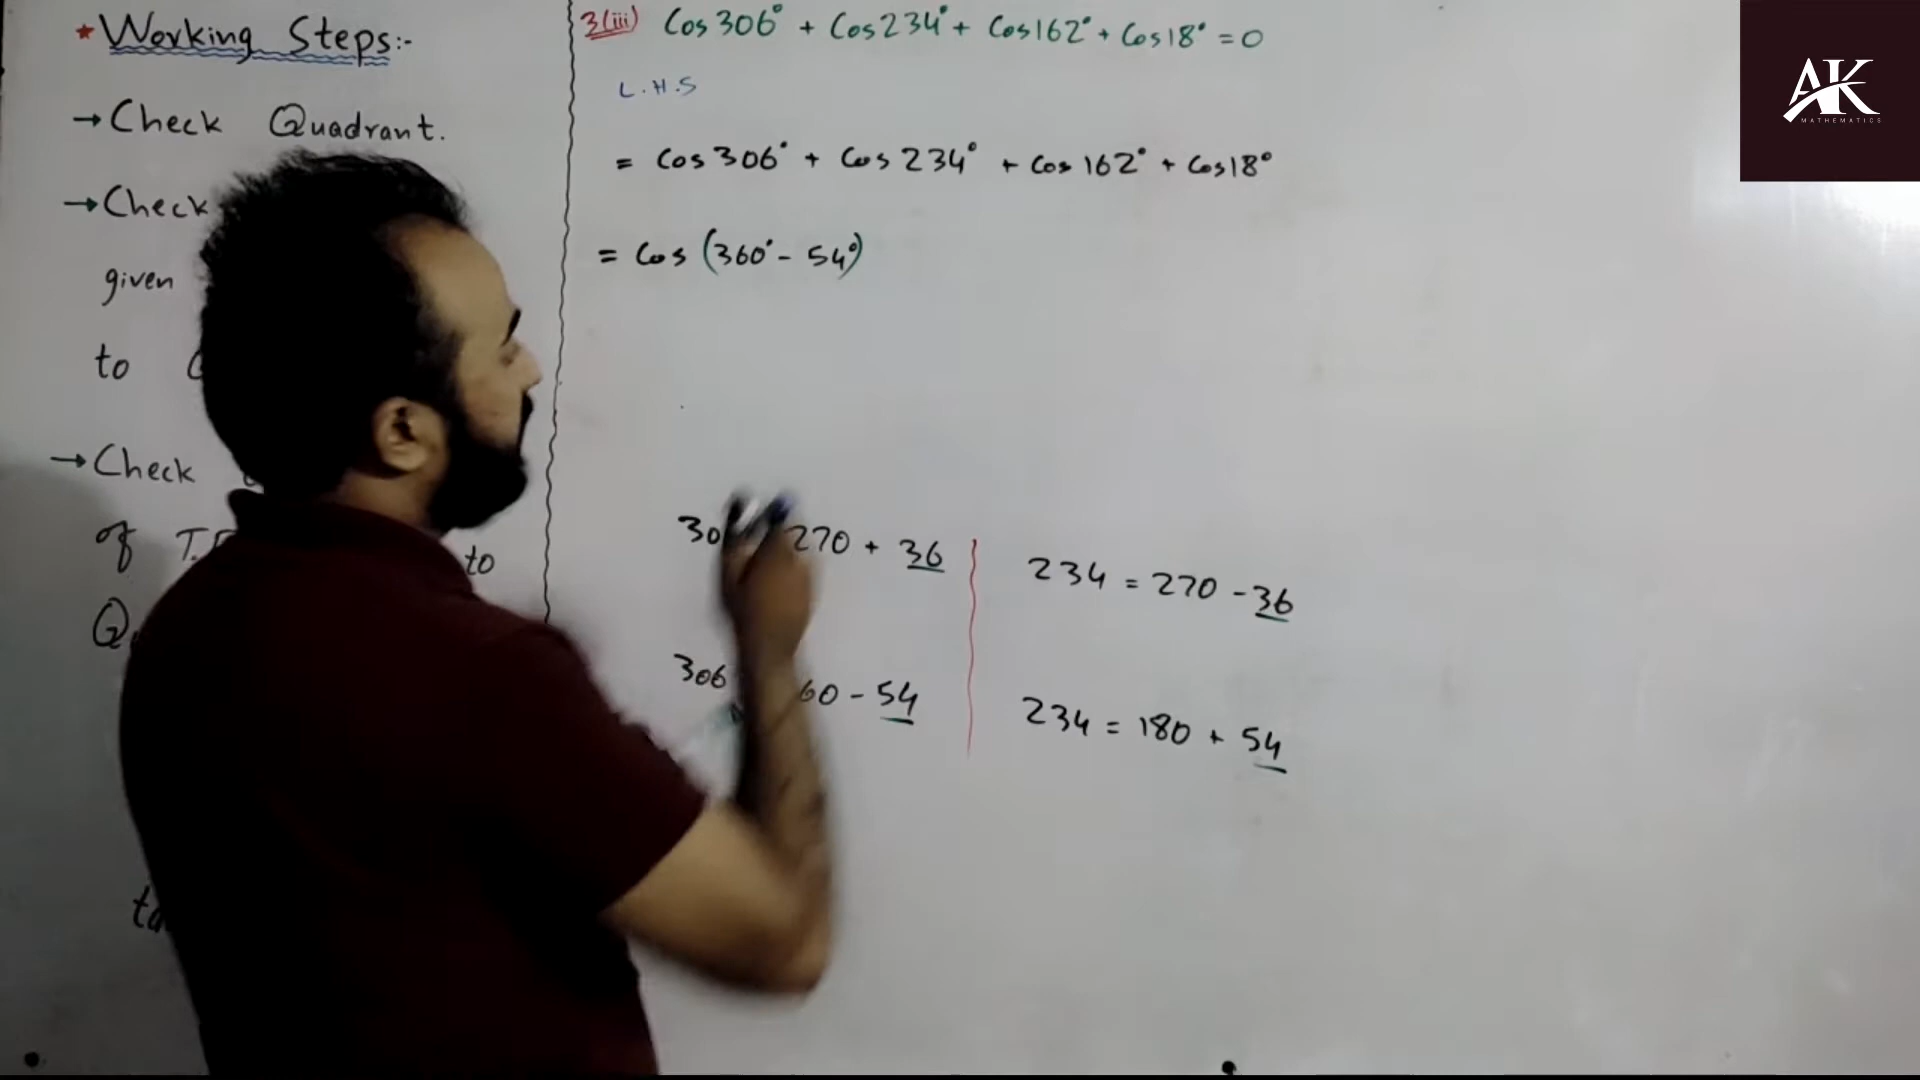 * Working Steps:-
→ Check Quadrant.
→ Check
given
to
→ Check
of
to
3(iii) Cos 306° + Cos 234° + Cos 162° + Cos 18° = 0
L.H.S
= Cos 306° + Cos 234° + Cos 162° + Cos 18°
= Cos (360° - 54°)
270 + 36
234 = 270 - 36
306
60 - 54
234 = 180 + 54
AK
MATHEMATICS